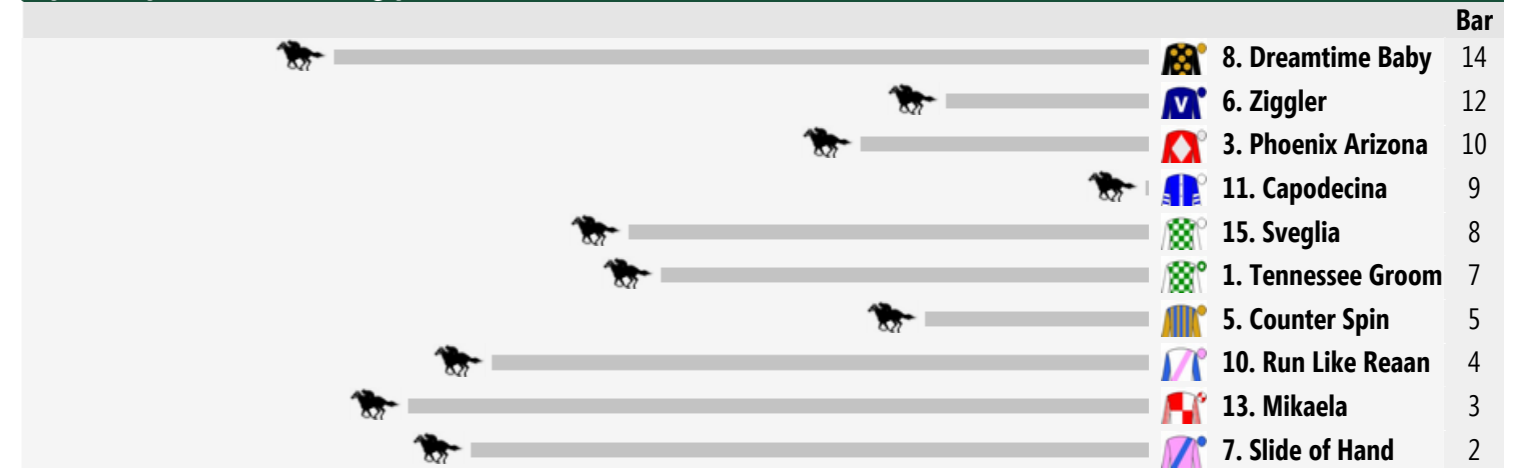 Bar
8. Dreamtime Baby 14
6. Ziggler 12
3. Phoenix Arizona 10
11. Capodecina 9
15. Sveglia 8
1. Tennessee Groom 7
5. Counter Spin 5
10. Run Like Reaan 4
13. Mikaela 3
7. Slide of Hand 2
V